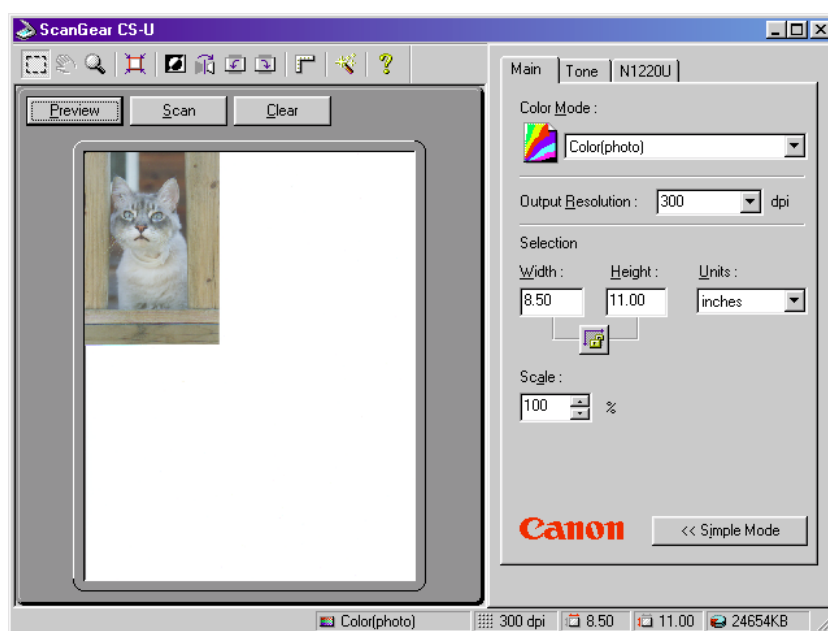 ScanGear CS-U
Preview Scan Clear
Main Tone N1220U
Color Mode :
Color(photo)
Output Resolution : 300 dpi
Selection
Width : Height : Units :
8.50 11.00 inches
Scale :
100 %
Canon << Simple Mode
Color(photo) 300 dpi 8.50 11.00 24654KB